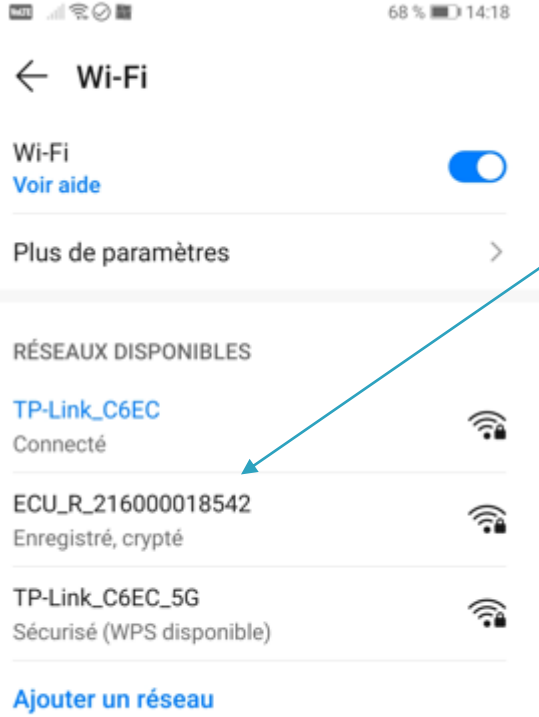 68 % 14:18
Wi-Fi
Wi-Fi
Voir aide
Plus de paramètres
RÉSEAUX DISPONIBLES
TP-Link_C6EC
Connecté
ECU_R_216000018542
Enregistré, crypté
TP-Link_C6EC_5G
Sécurisé (WPS disponible)
Ajouter un réseau